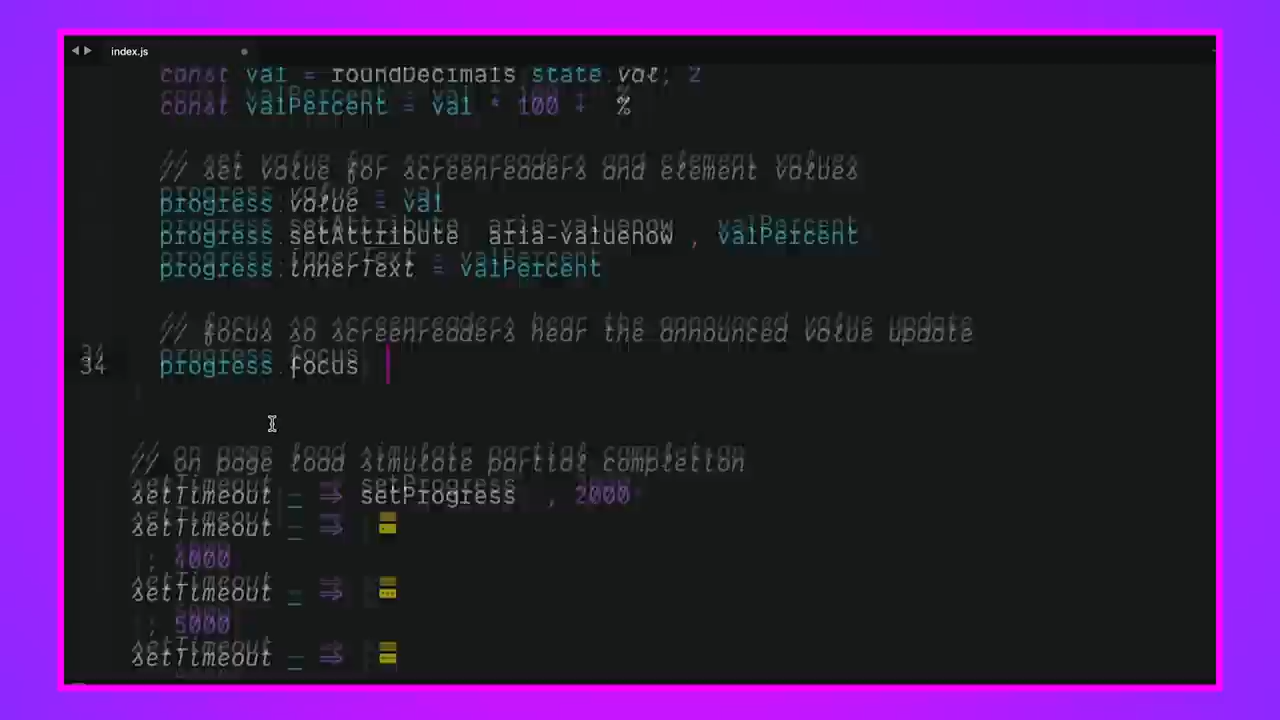 index.js
const val = roundDecimals state.val, 2
const valPercent = val * 100 + %
// set value for screenreaders and element values
progress.value = val
progress.setAttribute aria-valuenow , valPercent
progress.innerText = valPercent
// focus so screenreaders hear the announced value update
34 progress.focus
// on page load simulate partial completion
setTimeout _ => setProgress , 2000
setTimeout _ => {
}, 4000
setTimeout _ => {
}, 5000
setTimeout _ =>